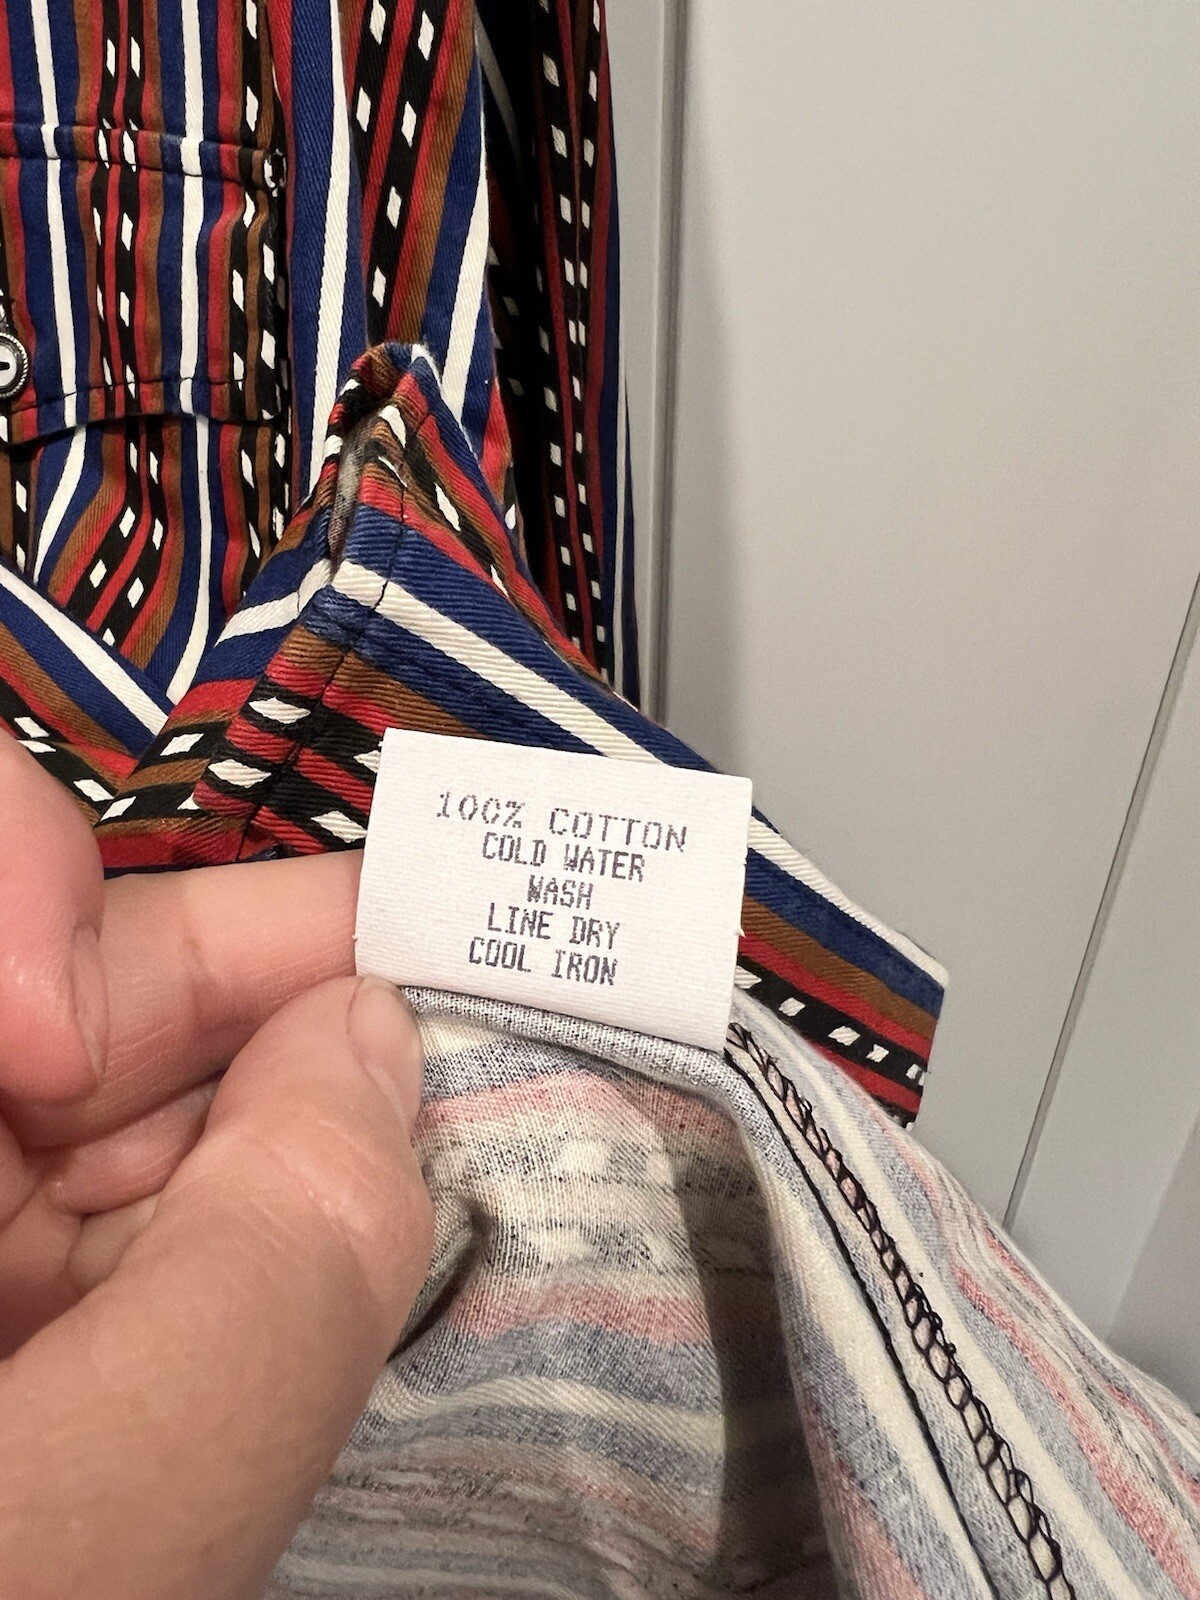 100% COTTON
COLD WATER
WASH
LINE DRY
COOL IRON